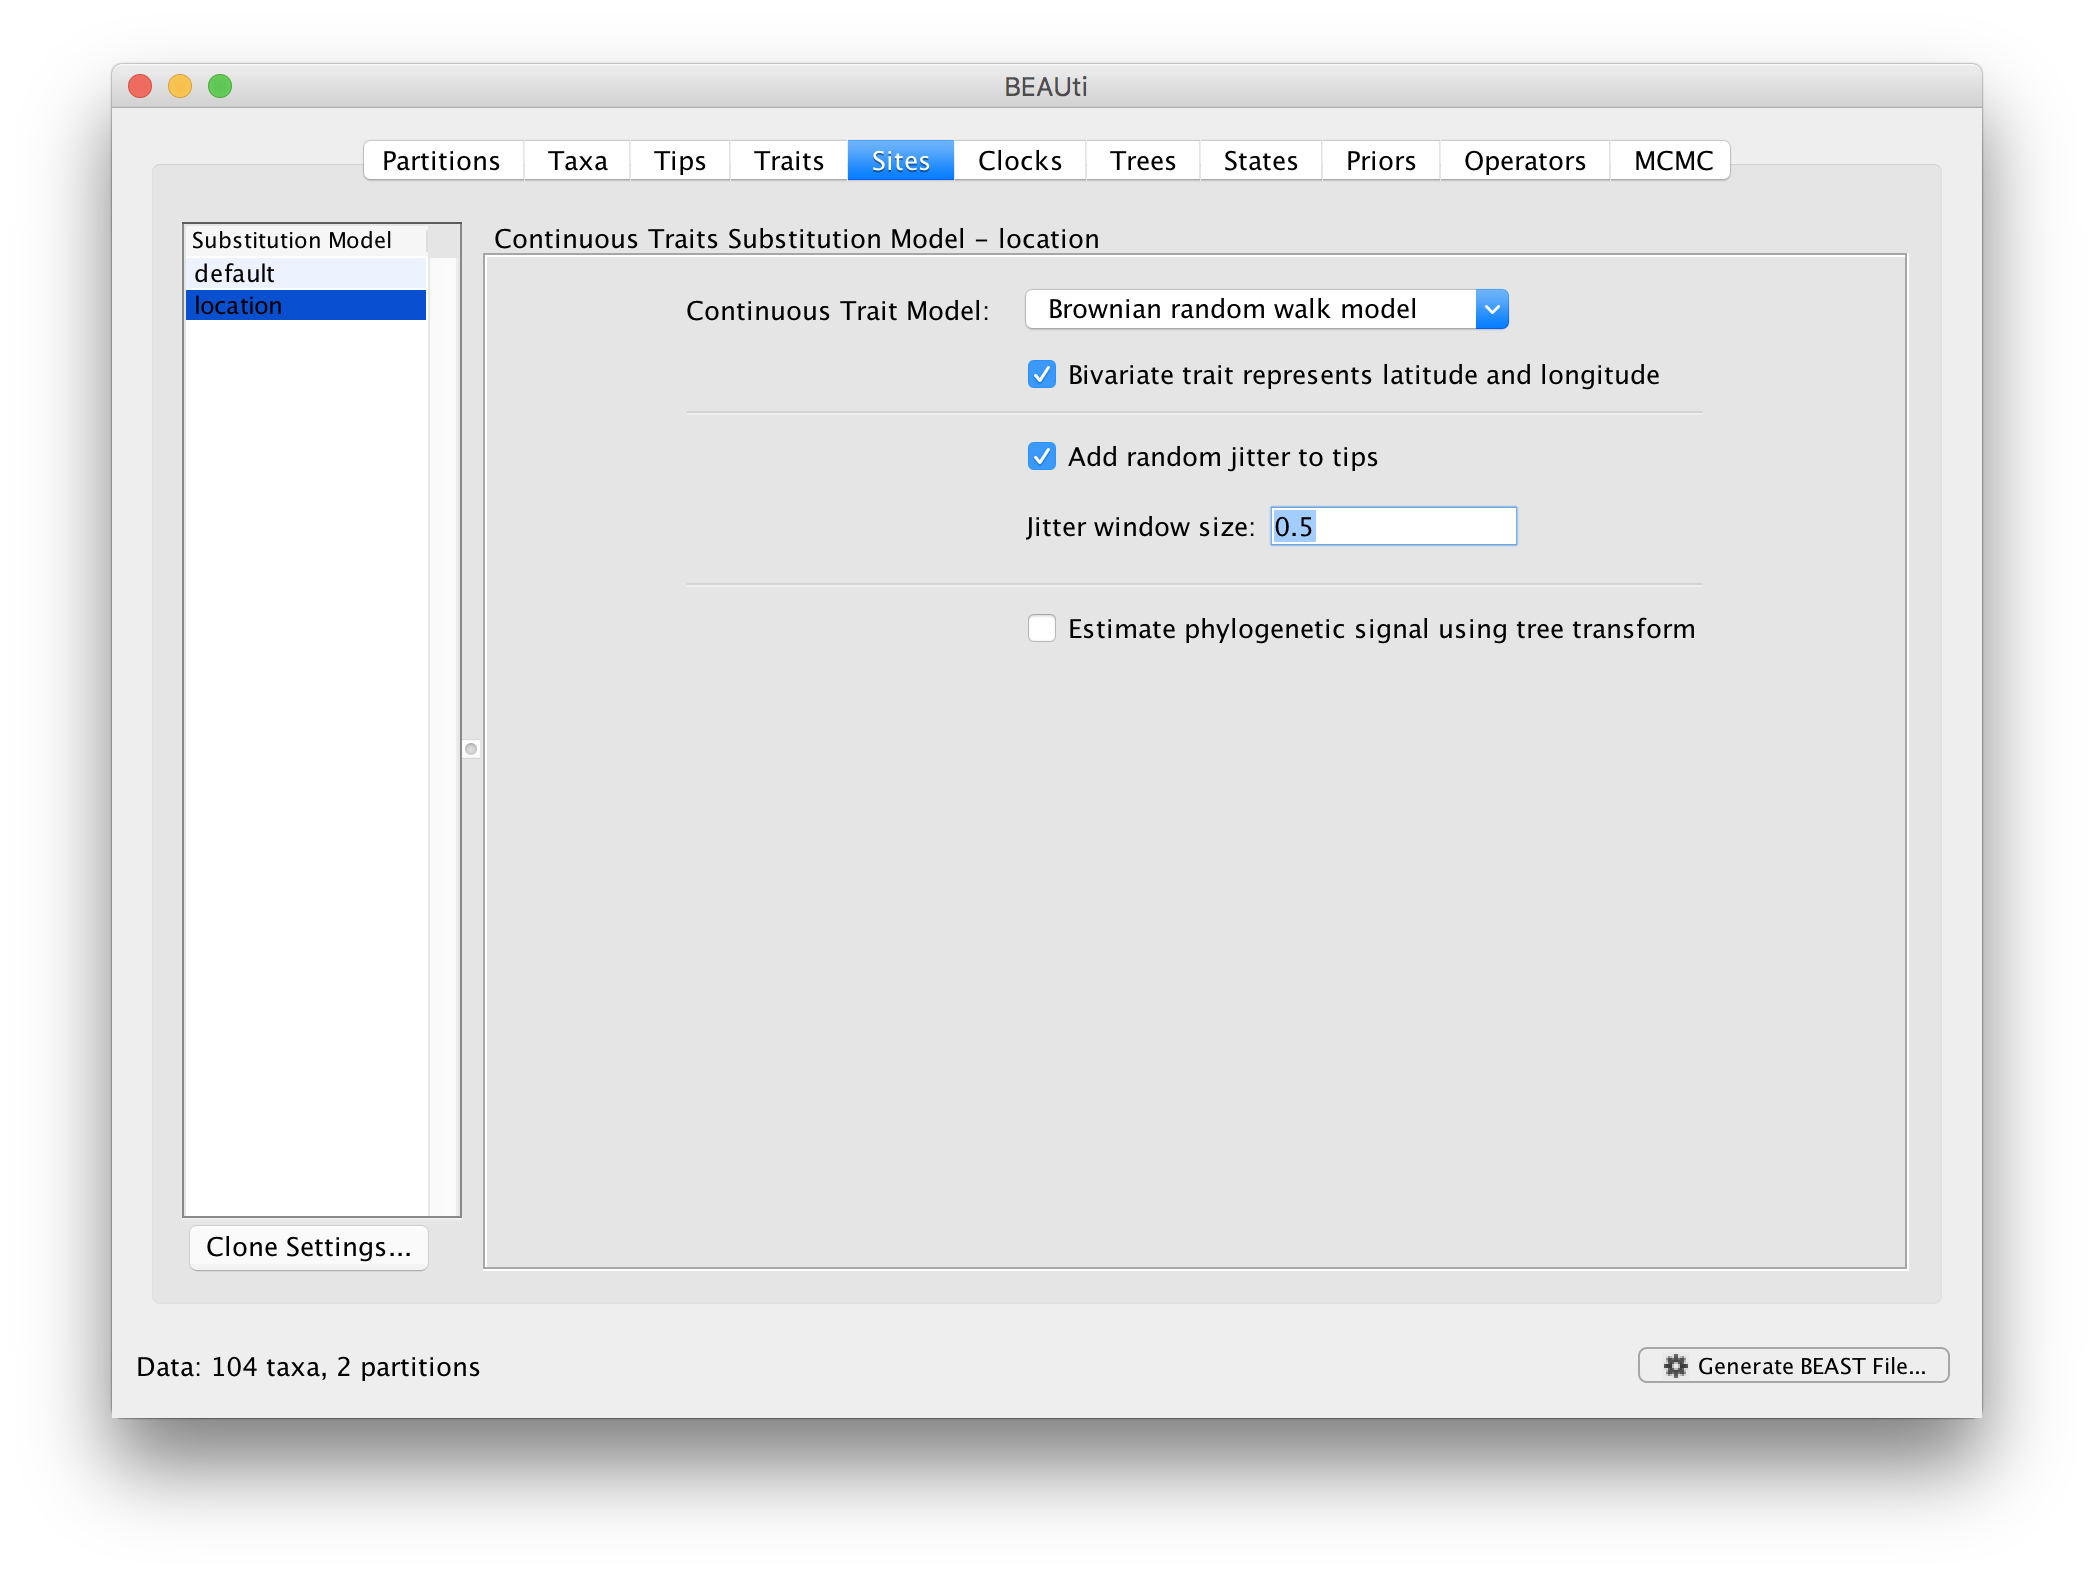 BEAUti
Partitions Taxa Tips Traits Sites Clocks Trees States Priors Operators MCMC
Substitution Model
default
location
Continuous Traits Substitution Model – location
Continuous Trait Model: Brownian random walk model
Bivariate trait represents latitude and longitude
Add random jitter to tips
Jitter window size: 0.5
Estimate phylogenetic signal using tree transform
Clone Settings...
Data: 104 taxa, 2 partitions
Generate BEAST File...